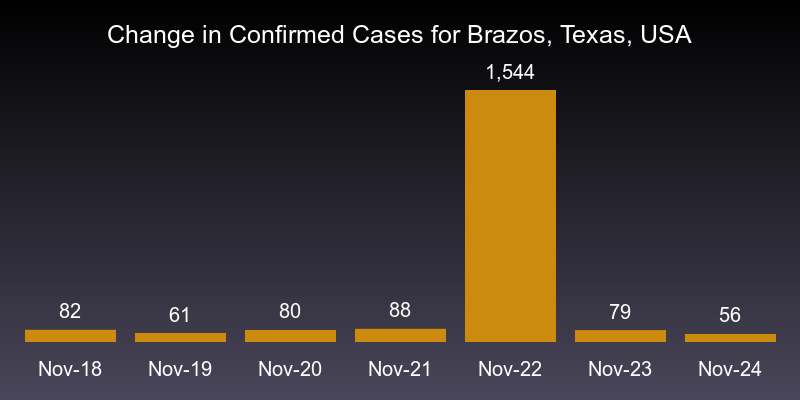 Change in Confirmed Cases for Brazos, Texas, USA
1,544
82 61 80 88 79 56
Nov-18 Nov-19 Nov-20 Nov-21 Nov-22 Nov-23 Nov-24